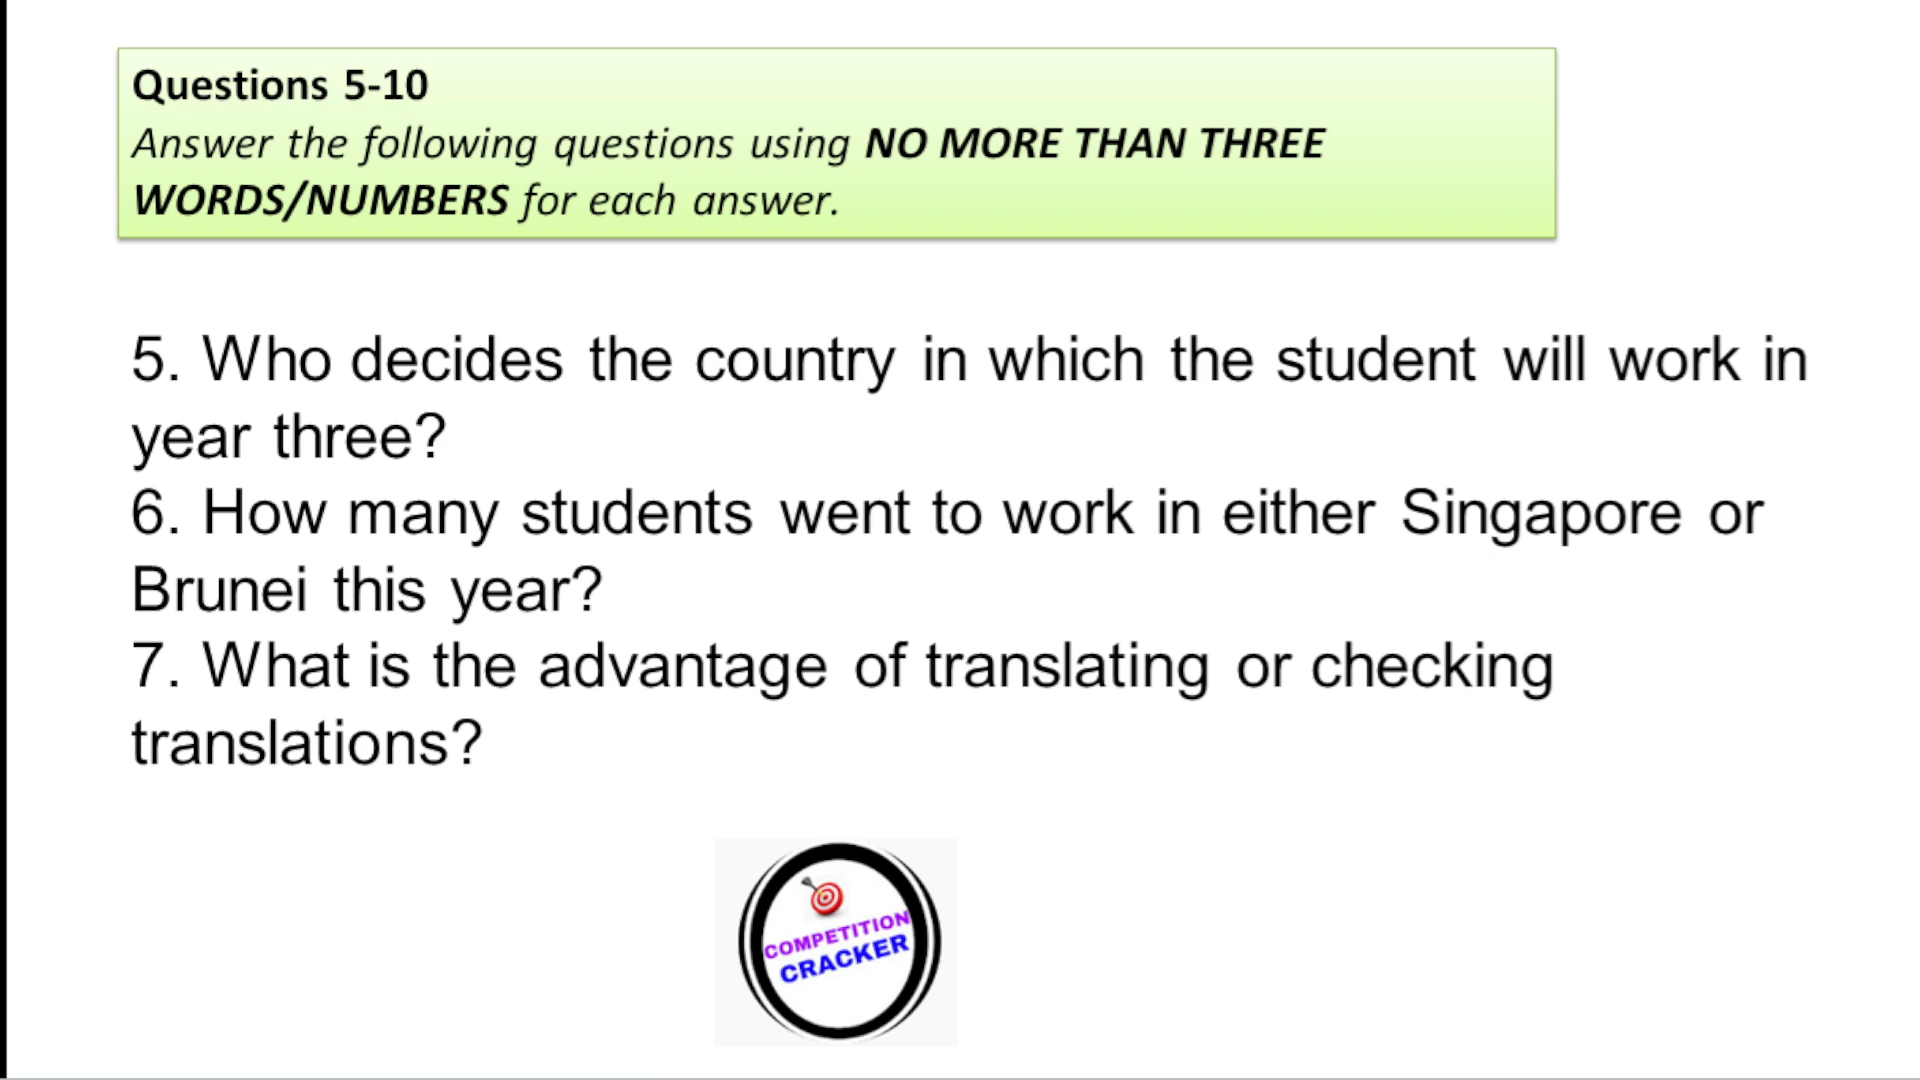 Questions 5-10
Answer the following questions using NO MORE THAN THREE
WORDS/NUMBERS for each answer.
5. Who decides the country in which the student will work in
year three?
6. How many students went to work in either Singapore or
Brunei this year?
7. What is the advantage of translating or checking
translations?
COMPETITION
CRACKER